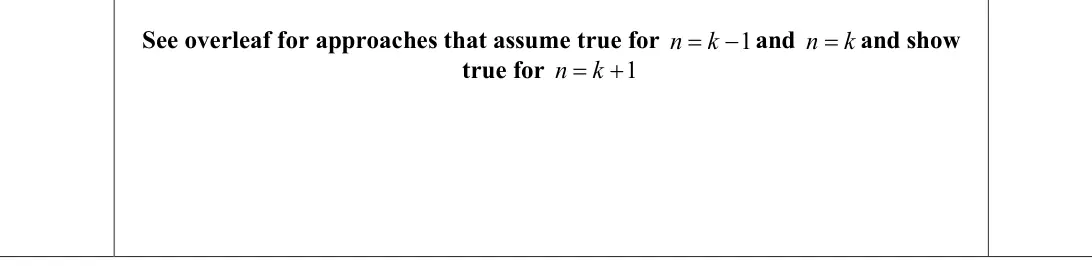 See overleaf for approaches that assume true for n = k −1 and n = k and show
true for n = k +1